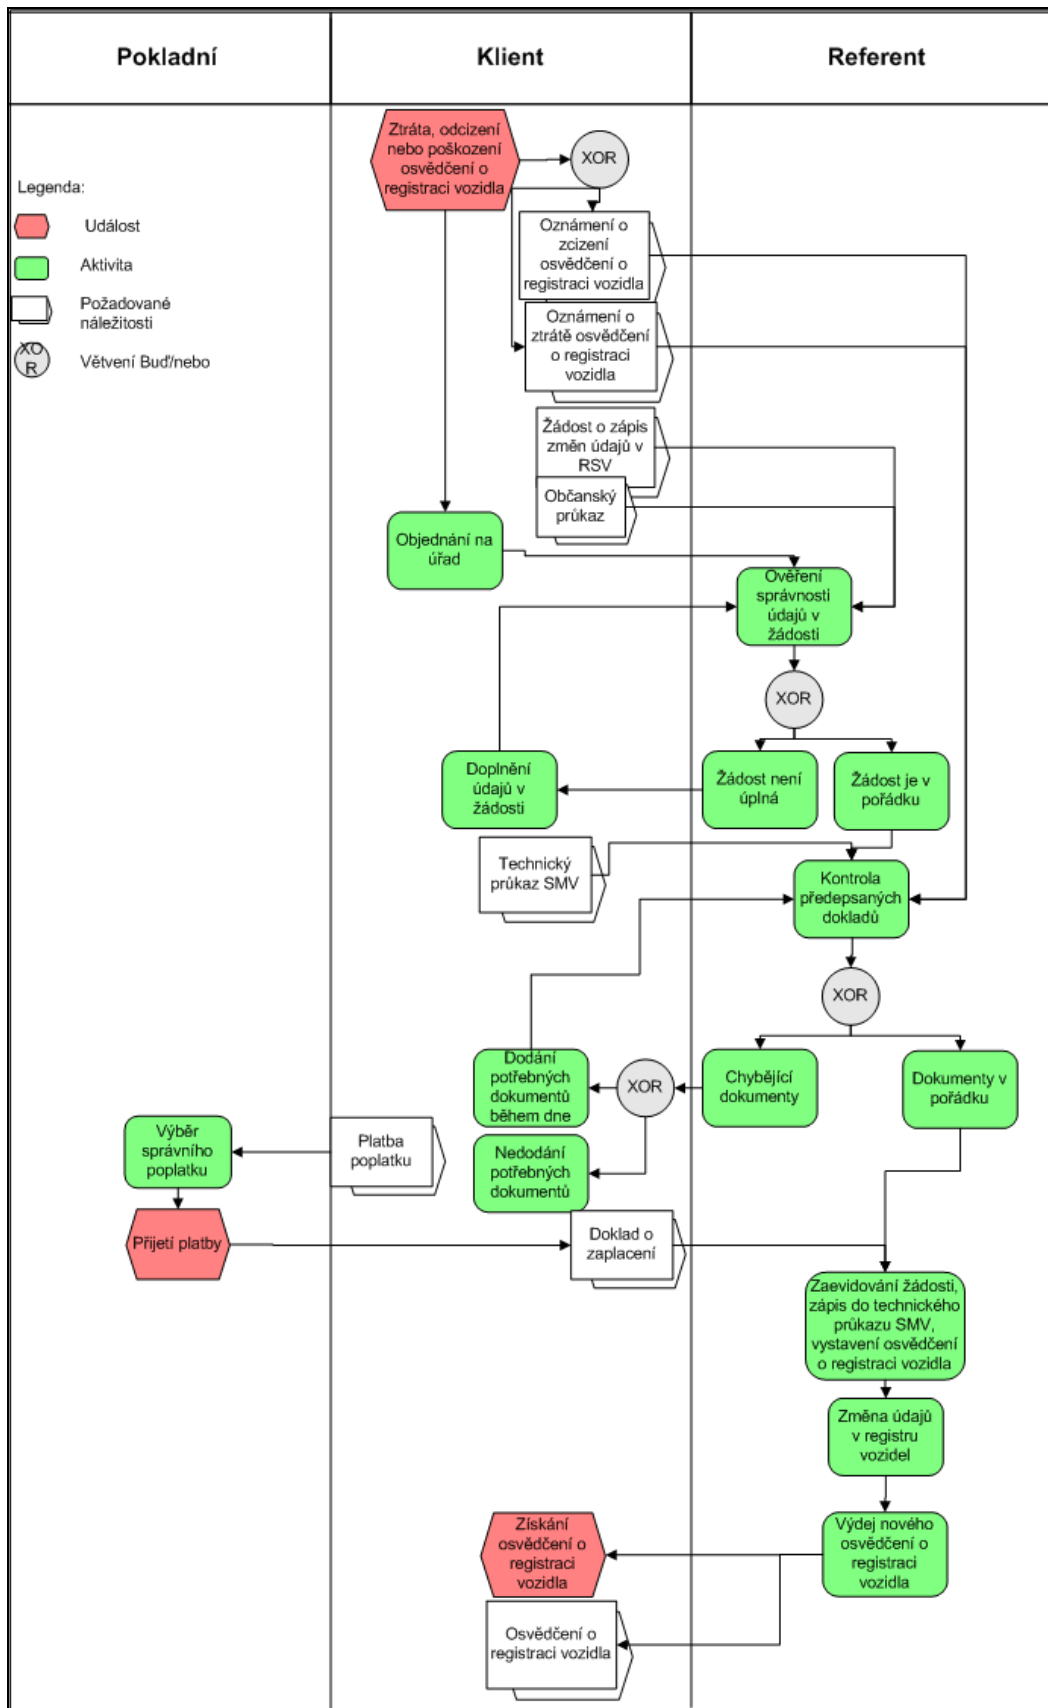 Pokladní
Klient
Referent
Legenda:
Událost
Aktivita
Požadované
náležitosti
XO
R
Větvení Buď/nebo
Ztráta, odcizení
nebo poškození
osvědčení o
registraci vozidla
XOR
Oznámení o
zcizení
osvědčení o
registraci vozidla
Oznámení o
ztrátě osvědčení
o registraci
vozidla
Žádost o zápis
změn údajů v
RSV
Občanský
průkaz
Objednání na
úřad
Ověření
správnosti
údajů v
žádosti
XOR
Doplnění
údajů v
žádosti
Žádost není
úplná
Žádost je v
pořádku
Technický
průkaz SMV
Kontrola
předepsaných
dokladů
XOR
Dodání
potřebných
dokumentů
během dne
XOR
Chybějící
dokumenty
Dokumenty v
pořádku
Výběr
správního
poplatku
Platba
poplatku
Nedodání
potřebných
dokumentů
Přijetí platby
Doklad o
zaplacení
Zaevidování žádosti,
zápis do technického
průkazu SMV,
vystavení osvědčení
o registraci vozidla
Změna údajů
v registru
vozidel
Získání
osvědčení o
registraci
vozidla
Výdej nového
osvědčení o
registraci
vozidla
Osvědčení o
registraci vozidla